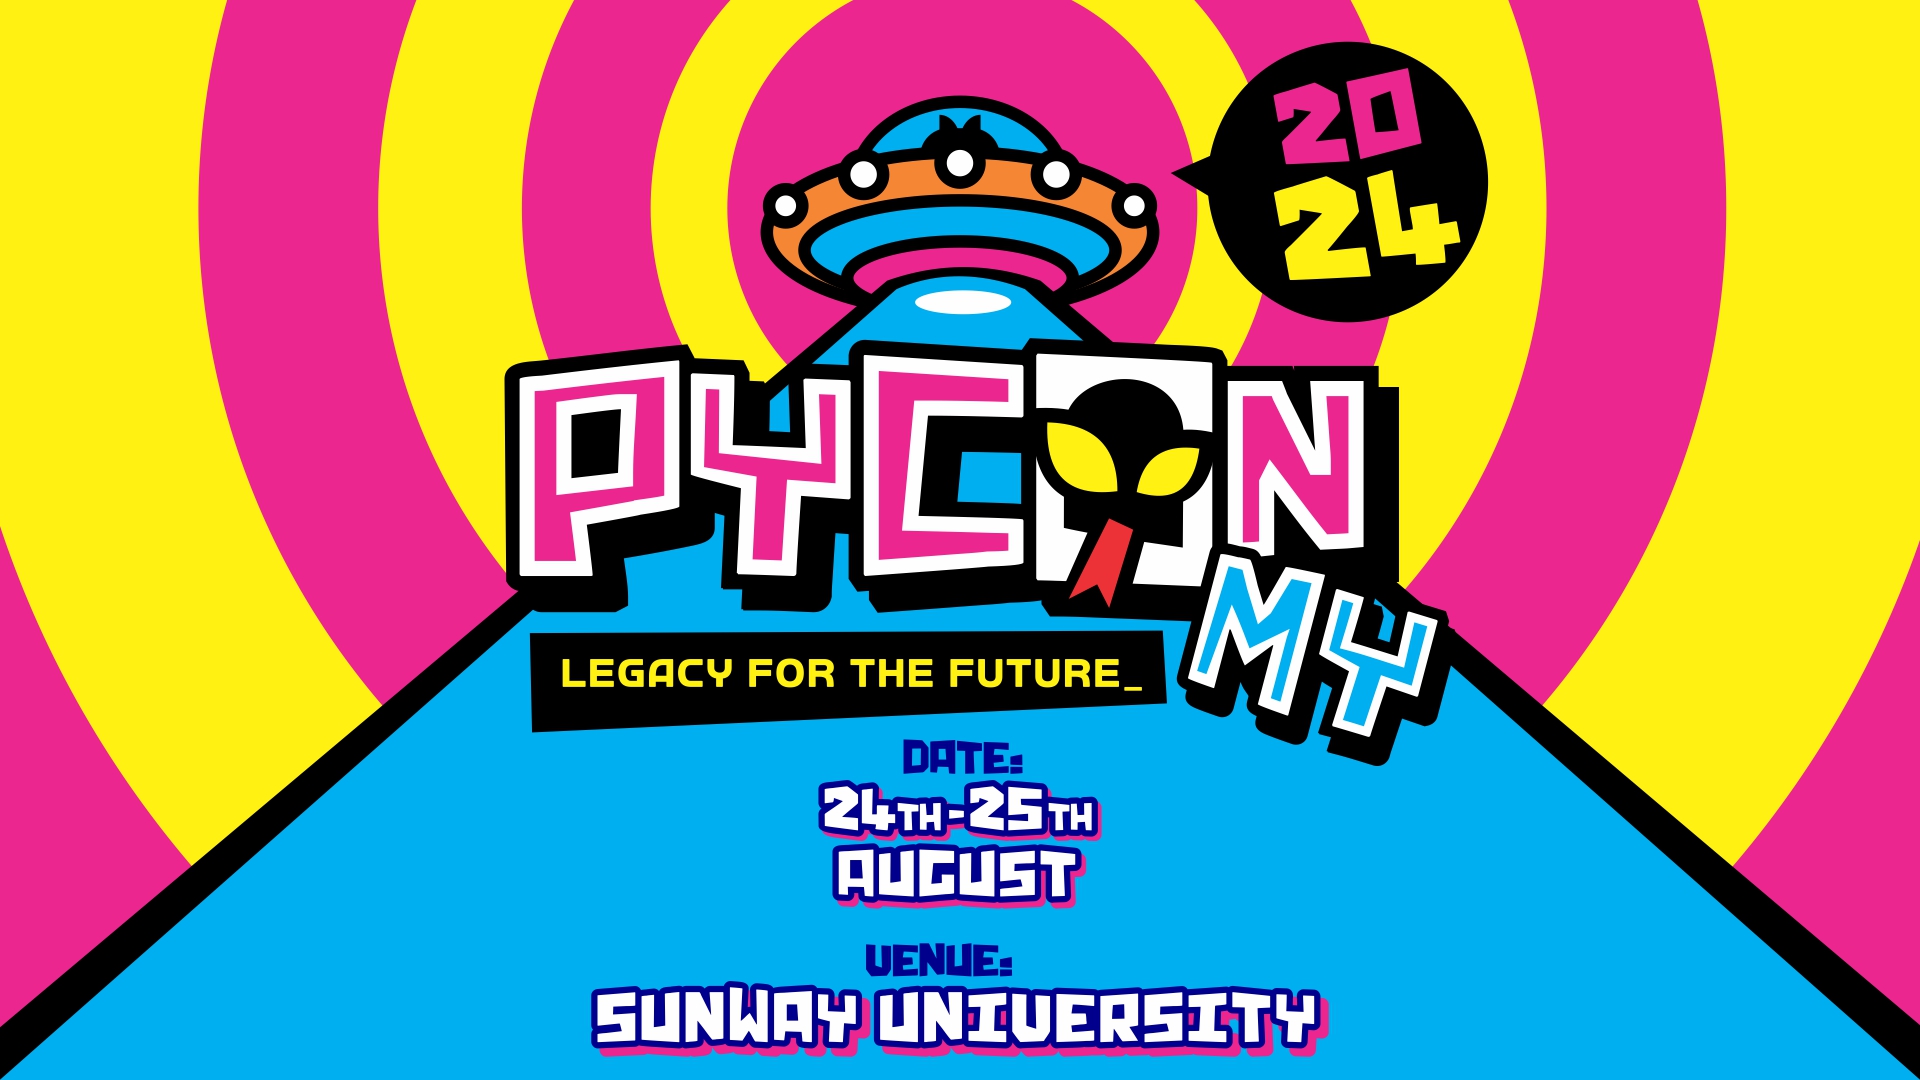 20
24
PYCON
MY
LEGACY FOR THE FUTURE_
DATE:
24TH-25TH
AUGUST
VENUE:
SUNWAY UNIVERSITY